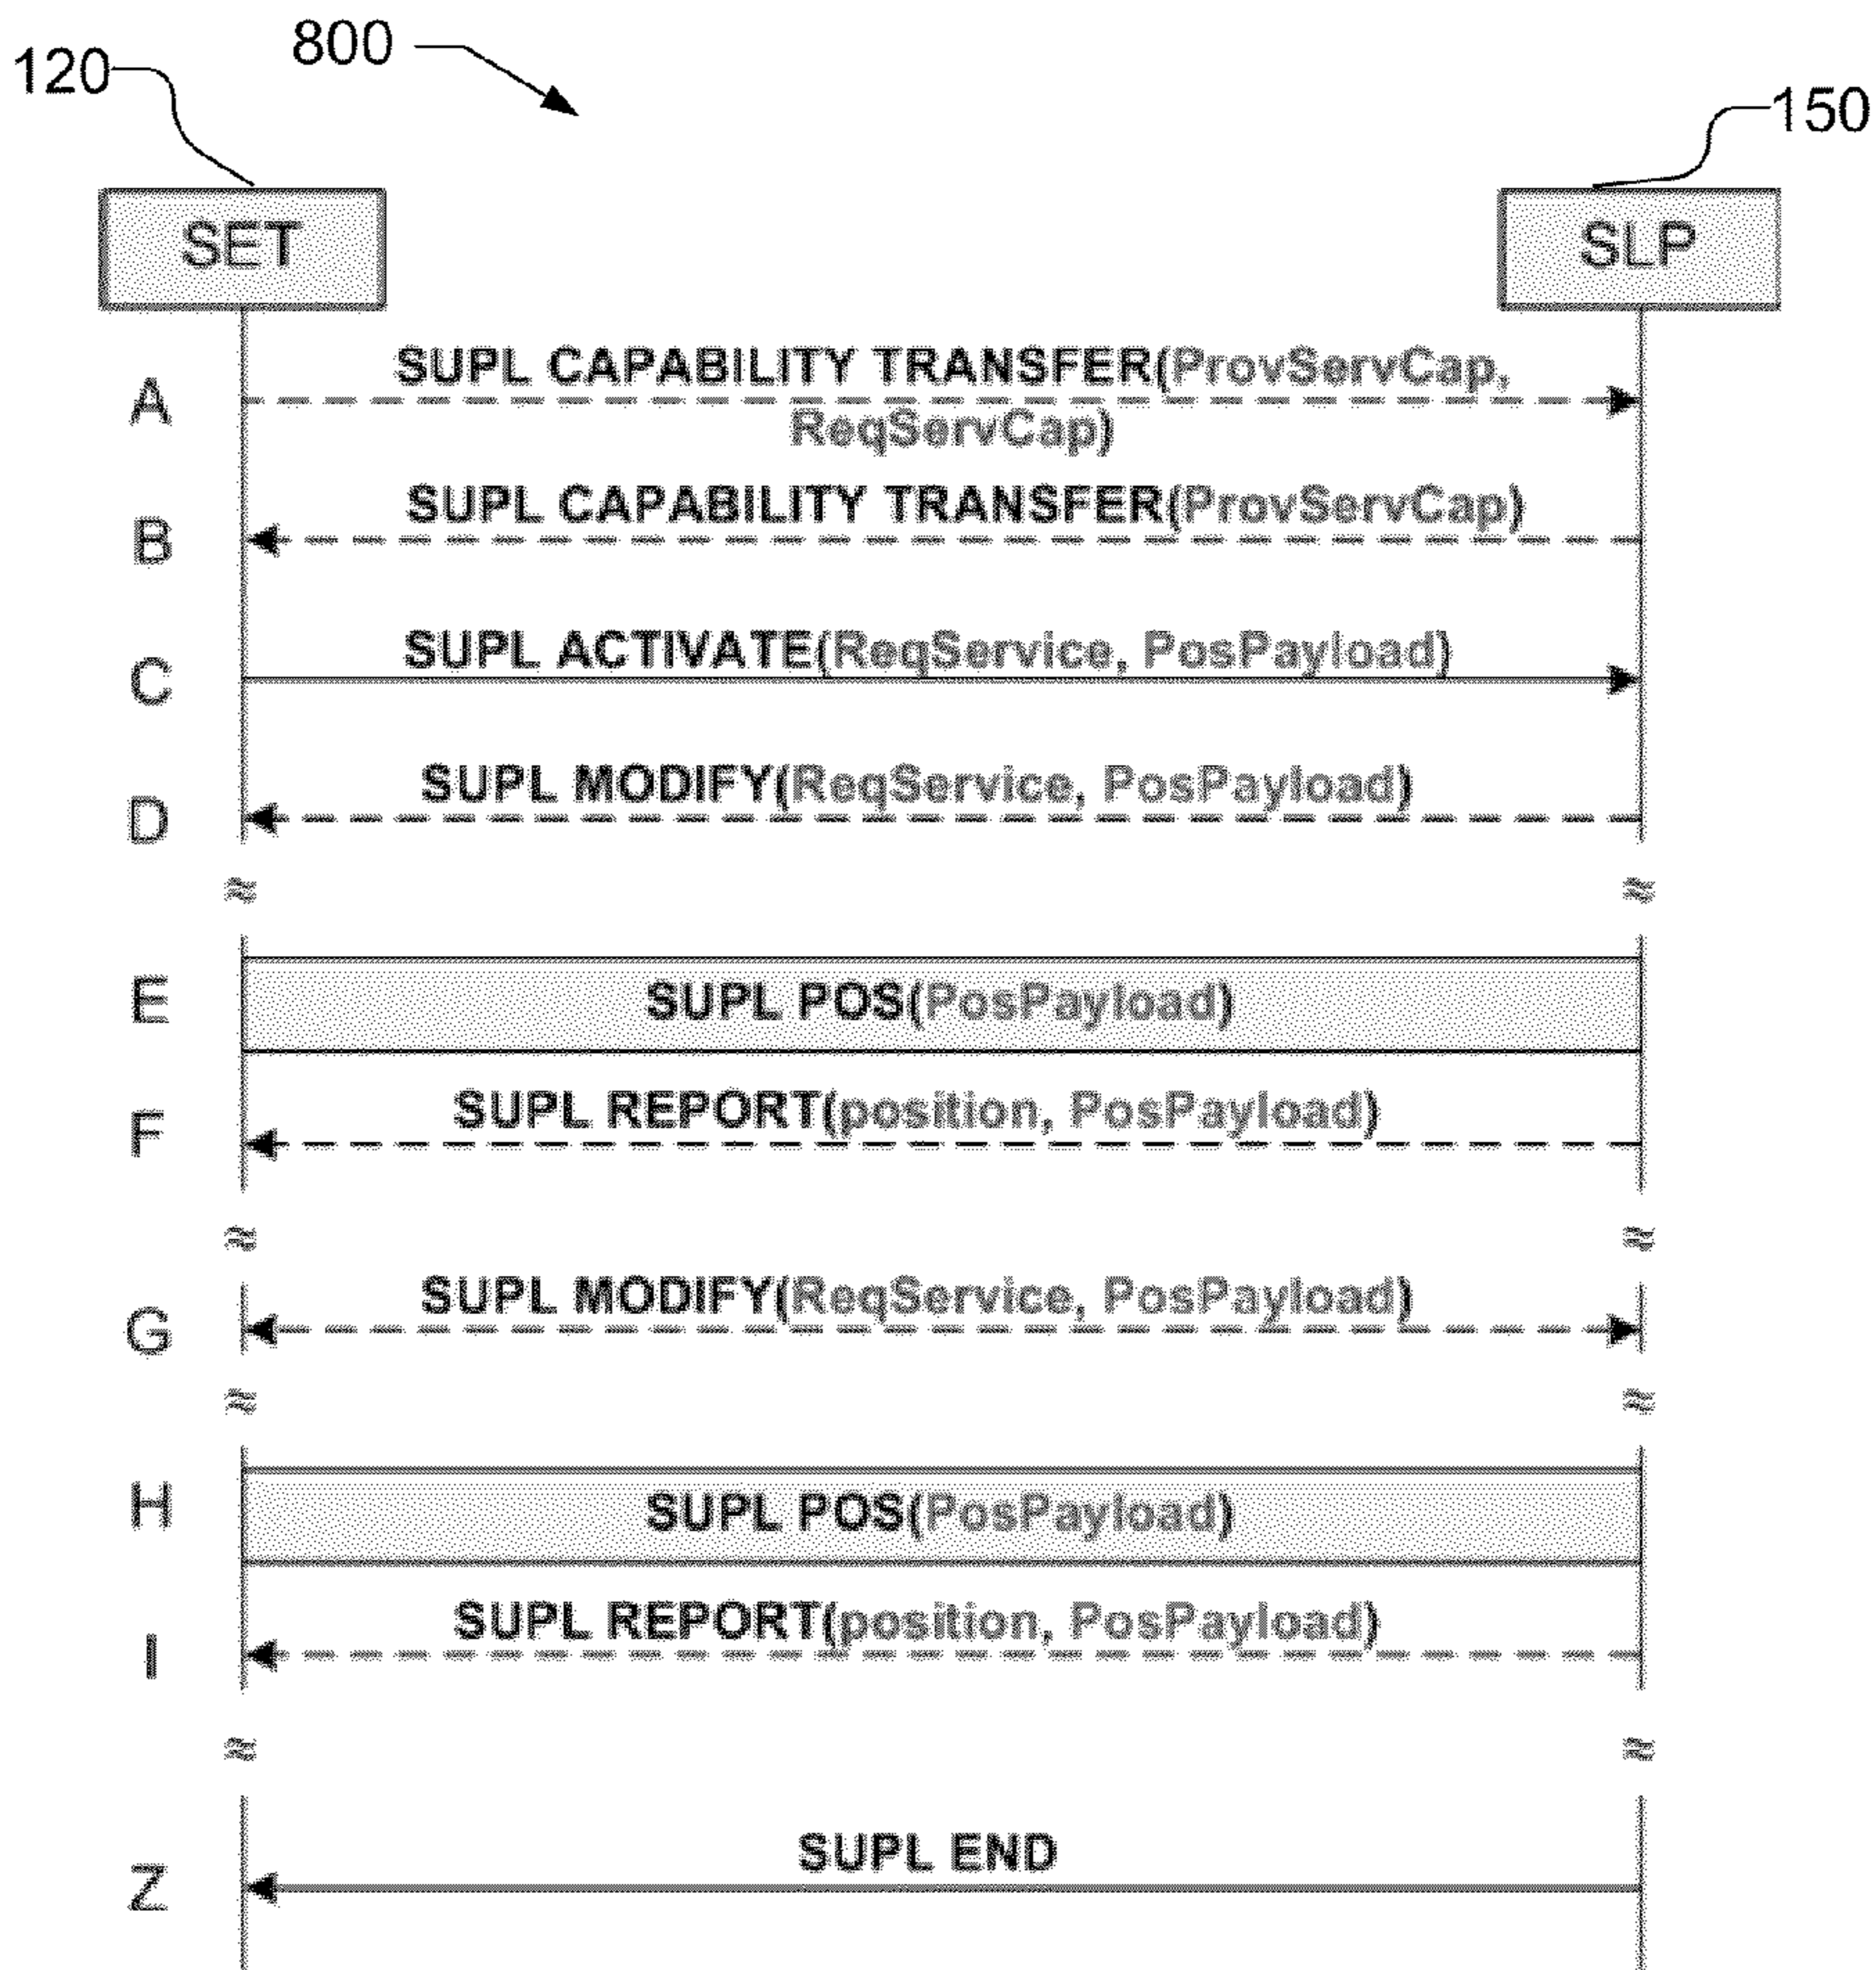 800
120
150
SET
SLP
A
SUPL CAPABILITY TRANSFER(ProvServCap,
ReqServCap)
B
SUPL CAPABILITY TRANSFER(ProvServCap)
C
SUPL ACTIVATE(ReqService, PosPayload)
D
SUPL MODIFY(ReqService, PosPayload)
E
SUPL POS(PosPayload)
F
SUPL REPORT(position, PosPayload)
G
SUPL MODIFY(ReqService, PosPayload)
H
SUPL POS(PosPayload)
I
SUPL REPORT(position, PosPayload)
Z
SUPL END